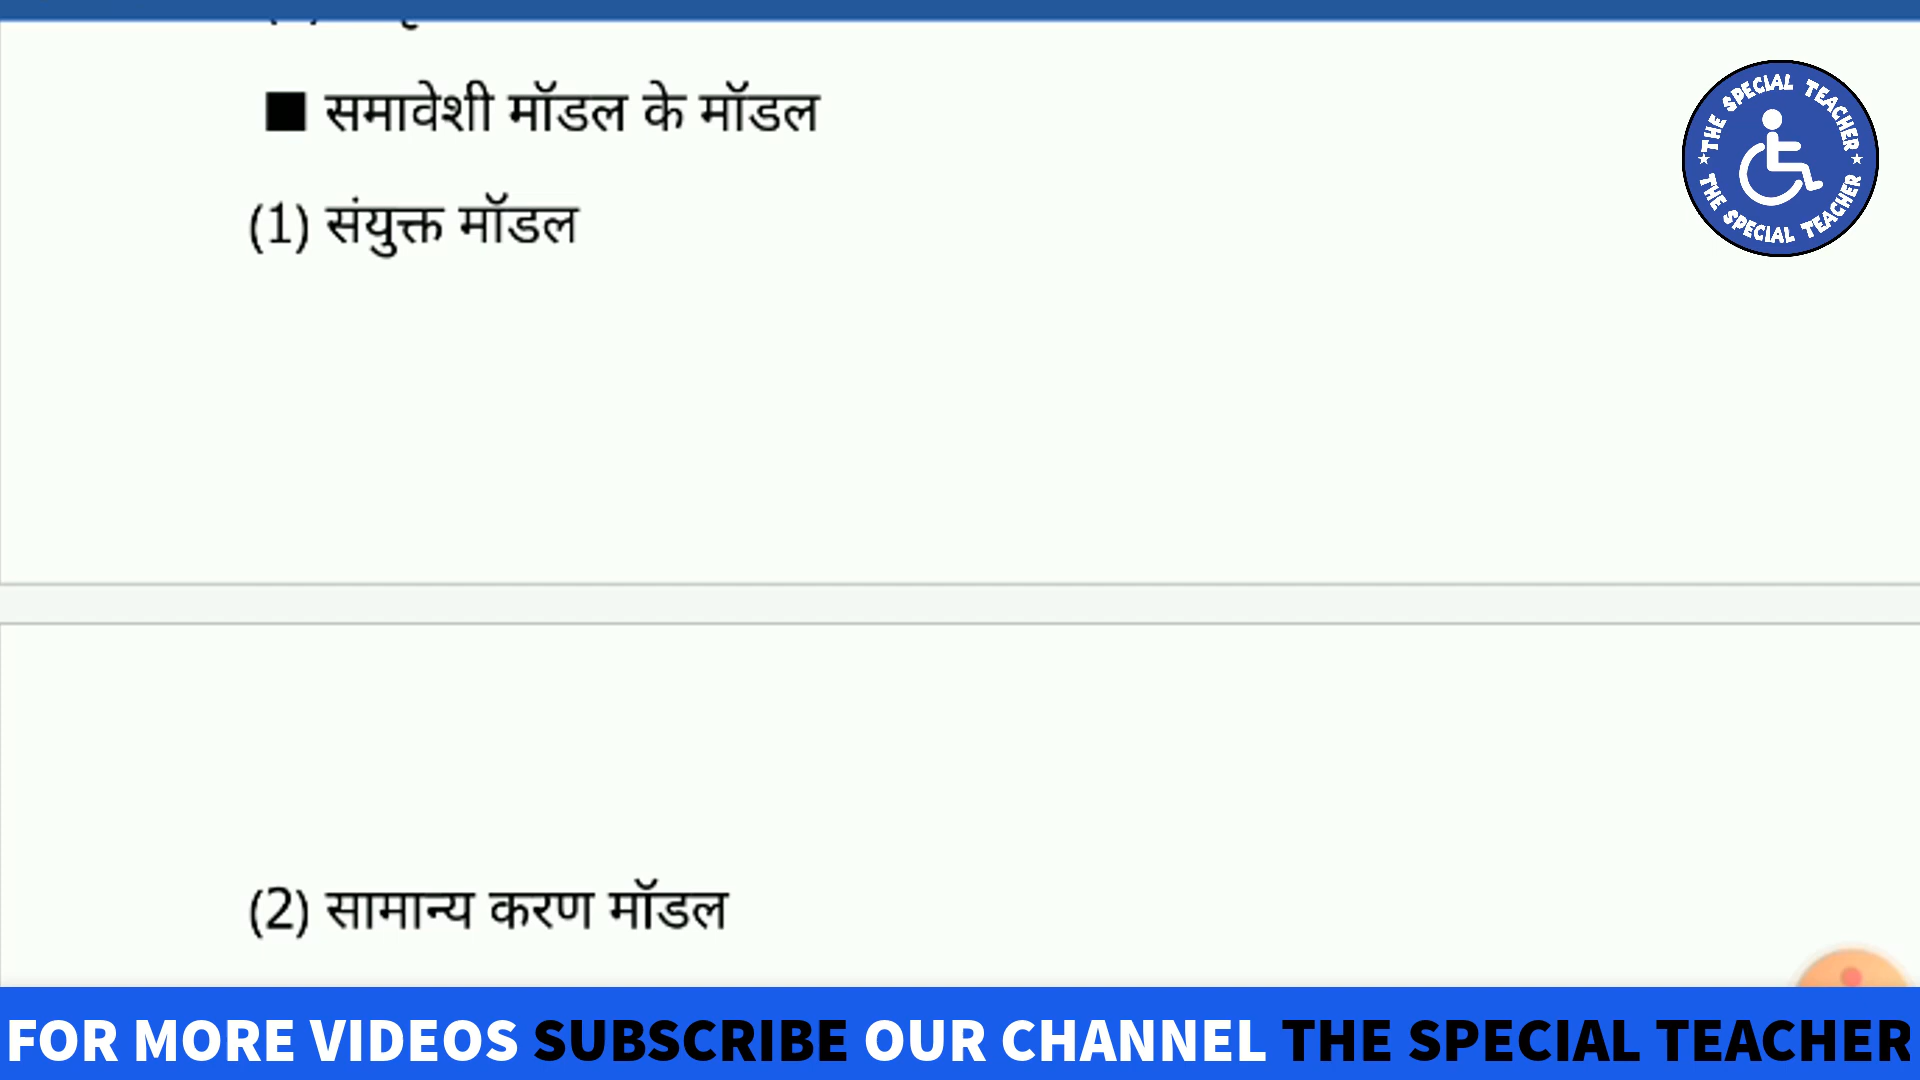 ■ समावेशी मॉडल के मॉडल
(1) संयुक्त मॉडल
THE SPECIAL TEACHER
THE SPECIAL TEACHER
(2) सामान्य करण मॉडल
FOR MORE VIDEOS SUBSCRIBE OUR CHANNEL THE SPECIAL TEACHER